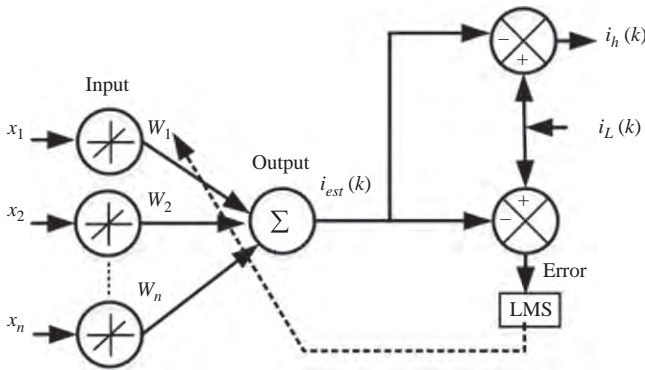 Input
x1
W1
x2
W2
xn
Wn
Output
Σ
iest (k)
−
+
ih (k)
iL (k)
+
−
Error
LMS